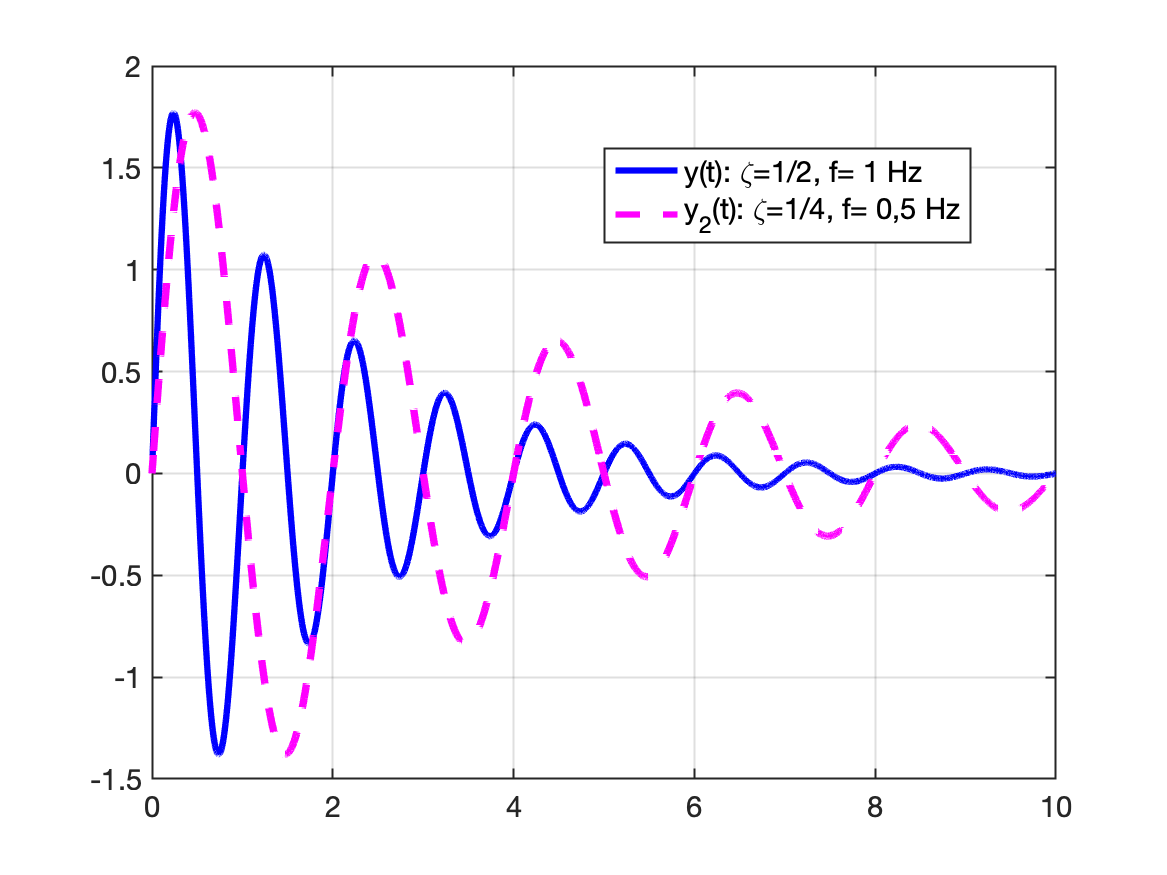 2
1.5
1
0.5
0
-0.5
-1
-1.5
0 2 4 6 8 10
y(t): ζ=1/2, f= 1 Hz
y₂(t): ζ=1/4, f= 0,5 Hz